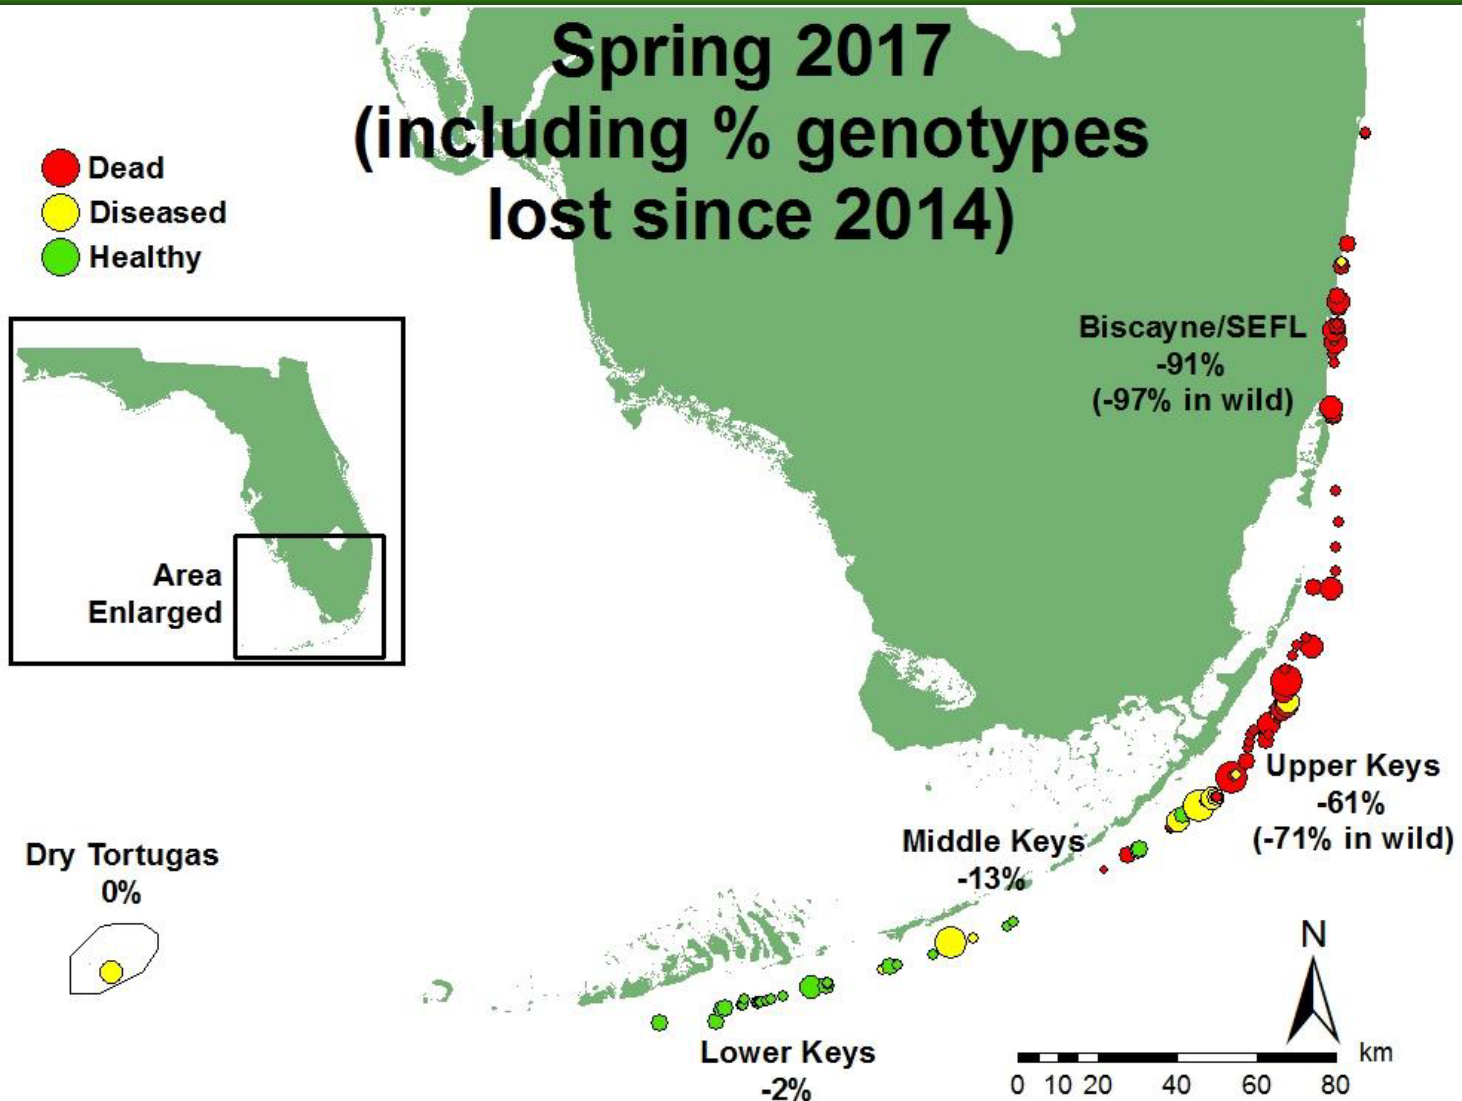 Spring 2017
(including % genotypes
lost since 2014)
Dead
Diseased
Healthy
Area
Enlarged
Biscayne/SEFL
-91%
(-97% in wild)
Upper Keys
-61%
(-71% in wild)
Middle Keys
-13%
Dry Tortugas
0%
Lower Keys
-2%
N
km
0 10 20 40 60 80